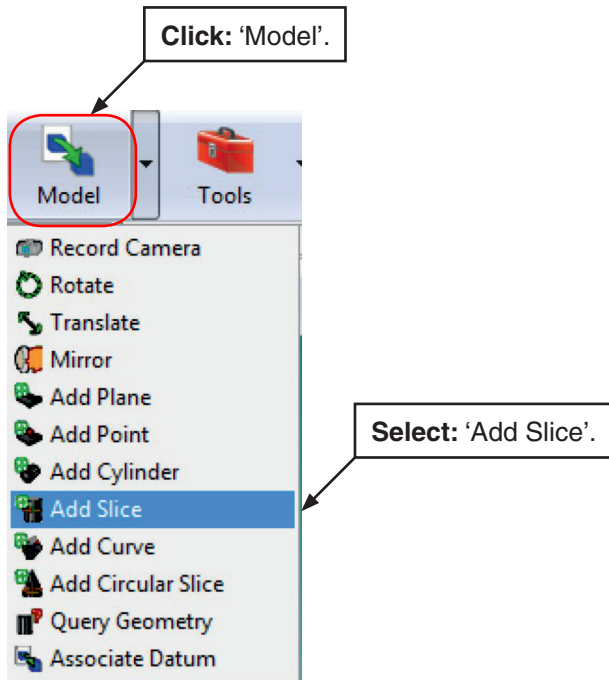 Click: ‘Model’.
Model
Tools
Record Camera
Rotate
Translate
Mirror
Add Plane
Add Point
Add Cylinder
Select: ‘Add Slice’.
Add Slice
Add Curve
Add Circular Slice
Query Geometry
Associate Datum